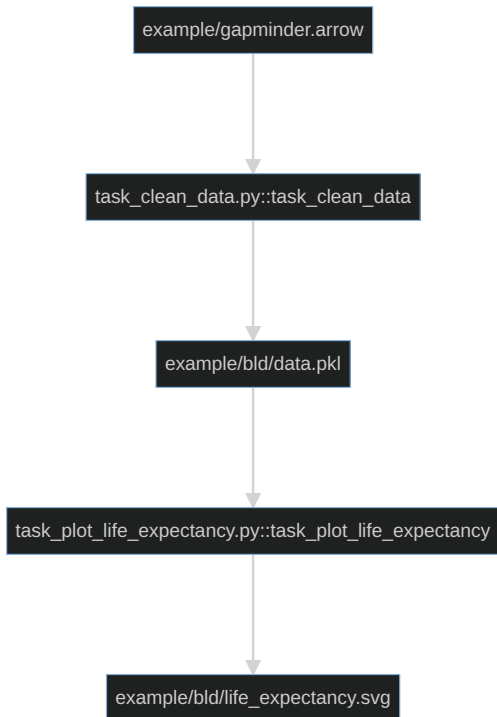 example/gapminder.arrow
task_clean_data.py::task_clean_data
example/bld/data.pkl
task_plot_life_expectancy.py::task_plot_life_expectancy
example/bld/life_expectancy.svg